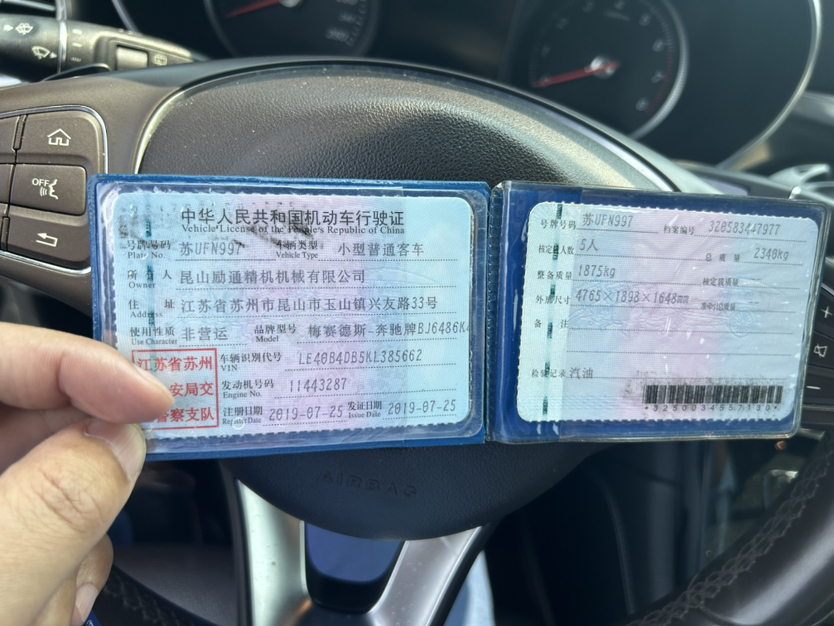 OFF
中华人民共和国机动车行驶证
Vehicle License of the People's Republic of China
号牌号码 苏UFN997 车辆类型 小型普通客车
Plate No. Vehicle Type
所 有 人 昆山励通精机机械有限公司
Owner
住 址 江苏省苏州市昆山市玉山镇兴友路33号
Address
使用性质 非营运 品牌型号 梅赛德斯-奔驰牌BJ6486K
Use Character Model
江苏省苏州 车辆识别代号 LE40B4DB5KL385662
VIN
安局交 发动机号码 11443287
Engine No.
警察支队 注册日期 2019-07-25 发证日期 2019-07-25
Register Date Issue Date
号牌号码 苏UFN997 档案编号
核定载人数 5人 总 质 量 2340kg
整备质量 1875kg 核定载质量
外廓尺寸 4765×1898×1648mm
备 注
检验记录 汽油
AIRBAG